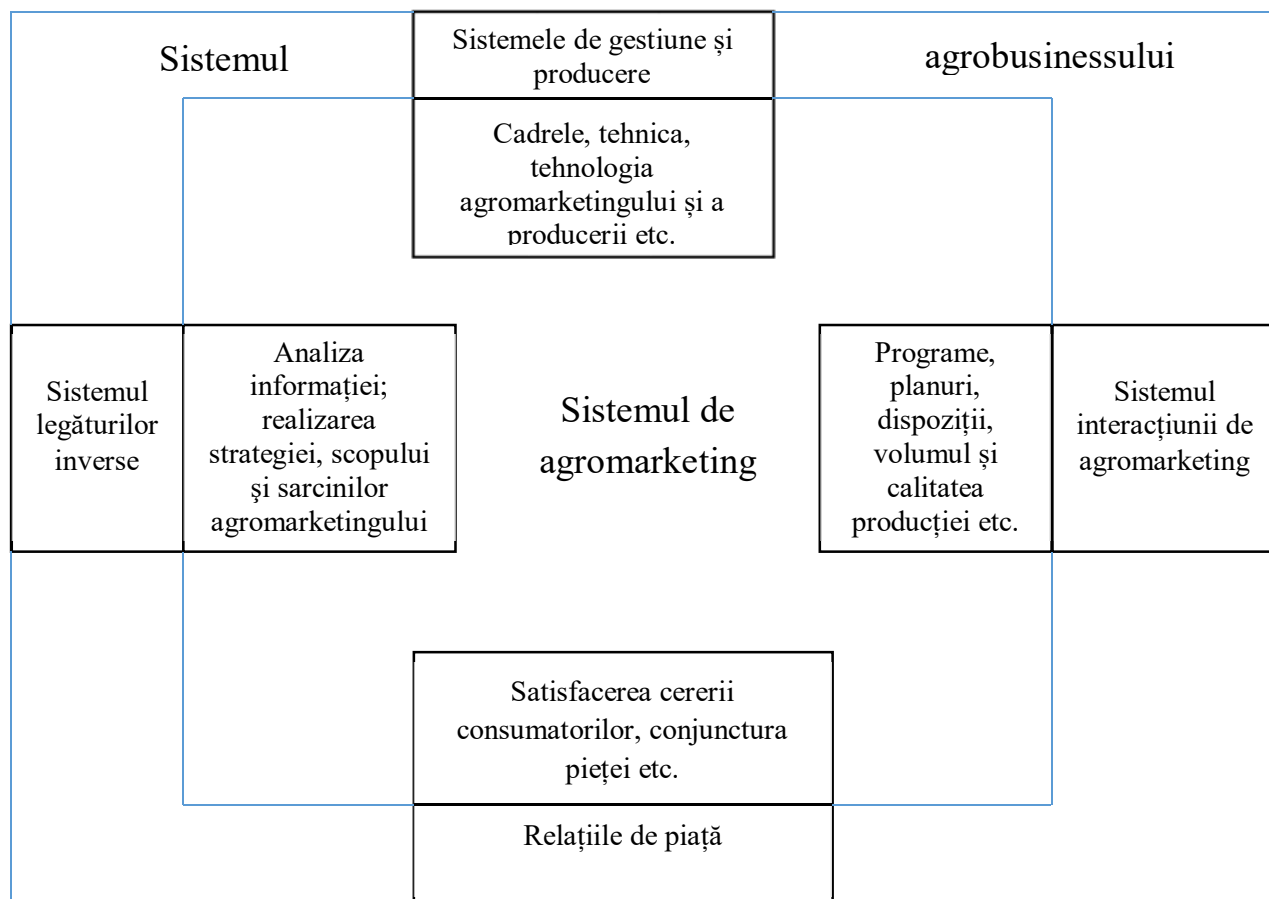 Sistemul
agrobusinessului
Sistemele de gestiune și
producere
Cadrele, tehnica,
tehnologia
agromarketingului și a
producerii etc.
Sistemul
legăturilor
inverse
Analiza
informației;
realizarea
strategiei, scopului
şi sarcinilor
agromarketingului
Sistemul de
agromarketing
Programe,
planuri,
dispoziții,
volumul și
calitatea
producției etc.
Sistemul
interacțiunii de
agromarketing
Satisfacerea cererii
consumatorilor, conjunctura
pieței etc.
Relațiile de piață